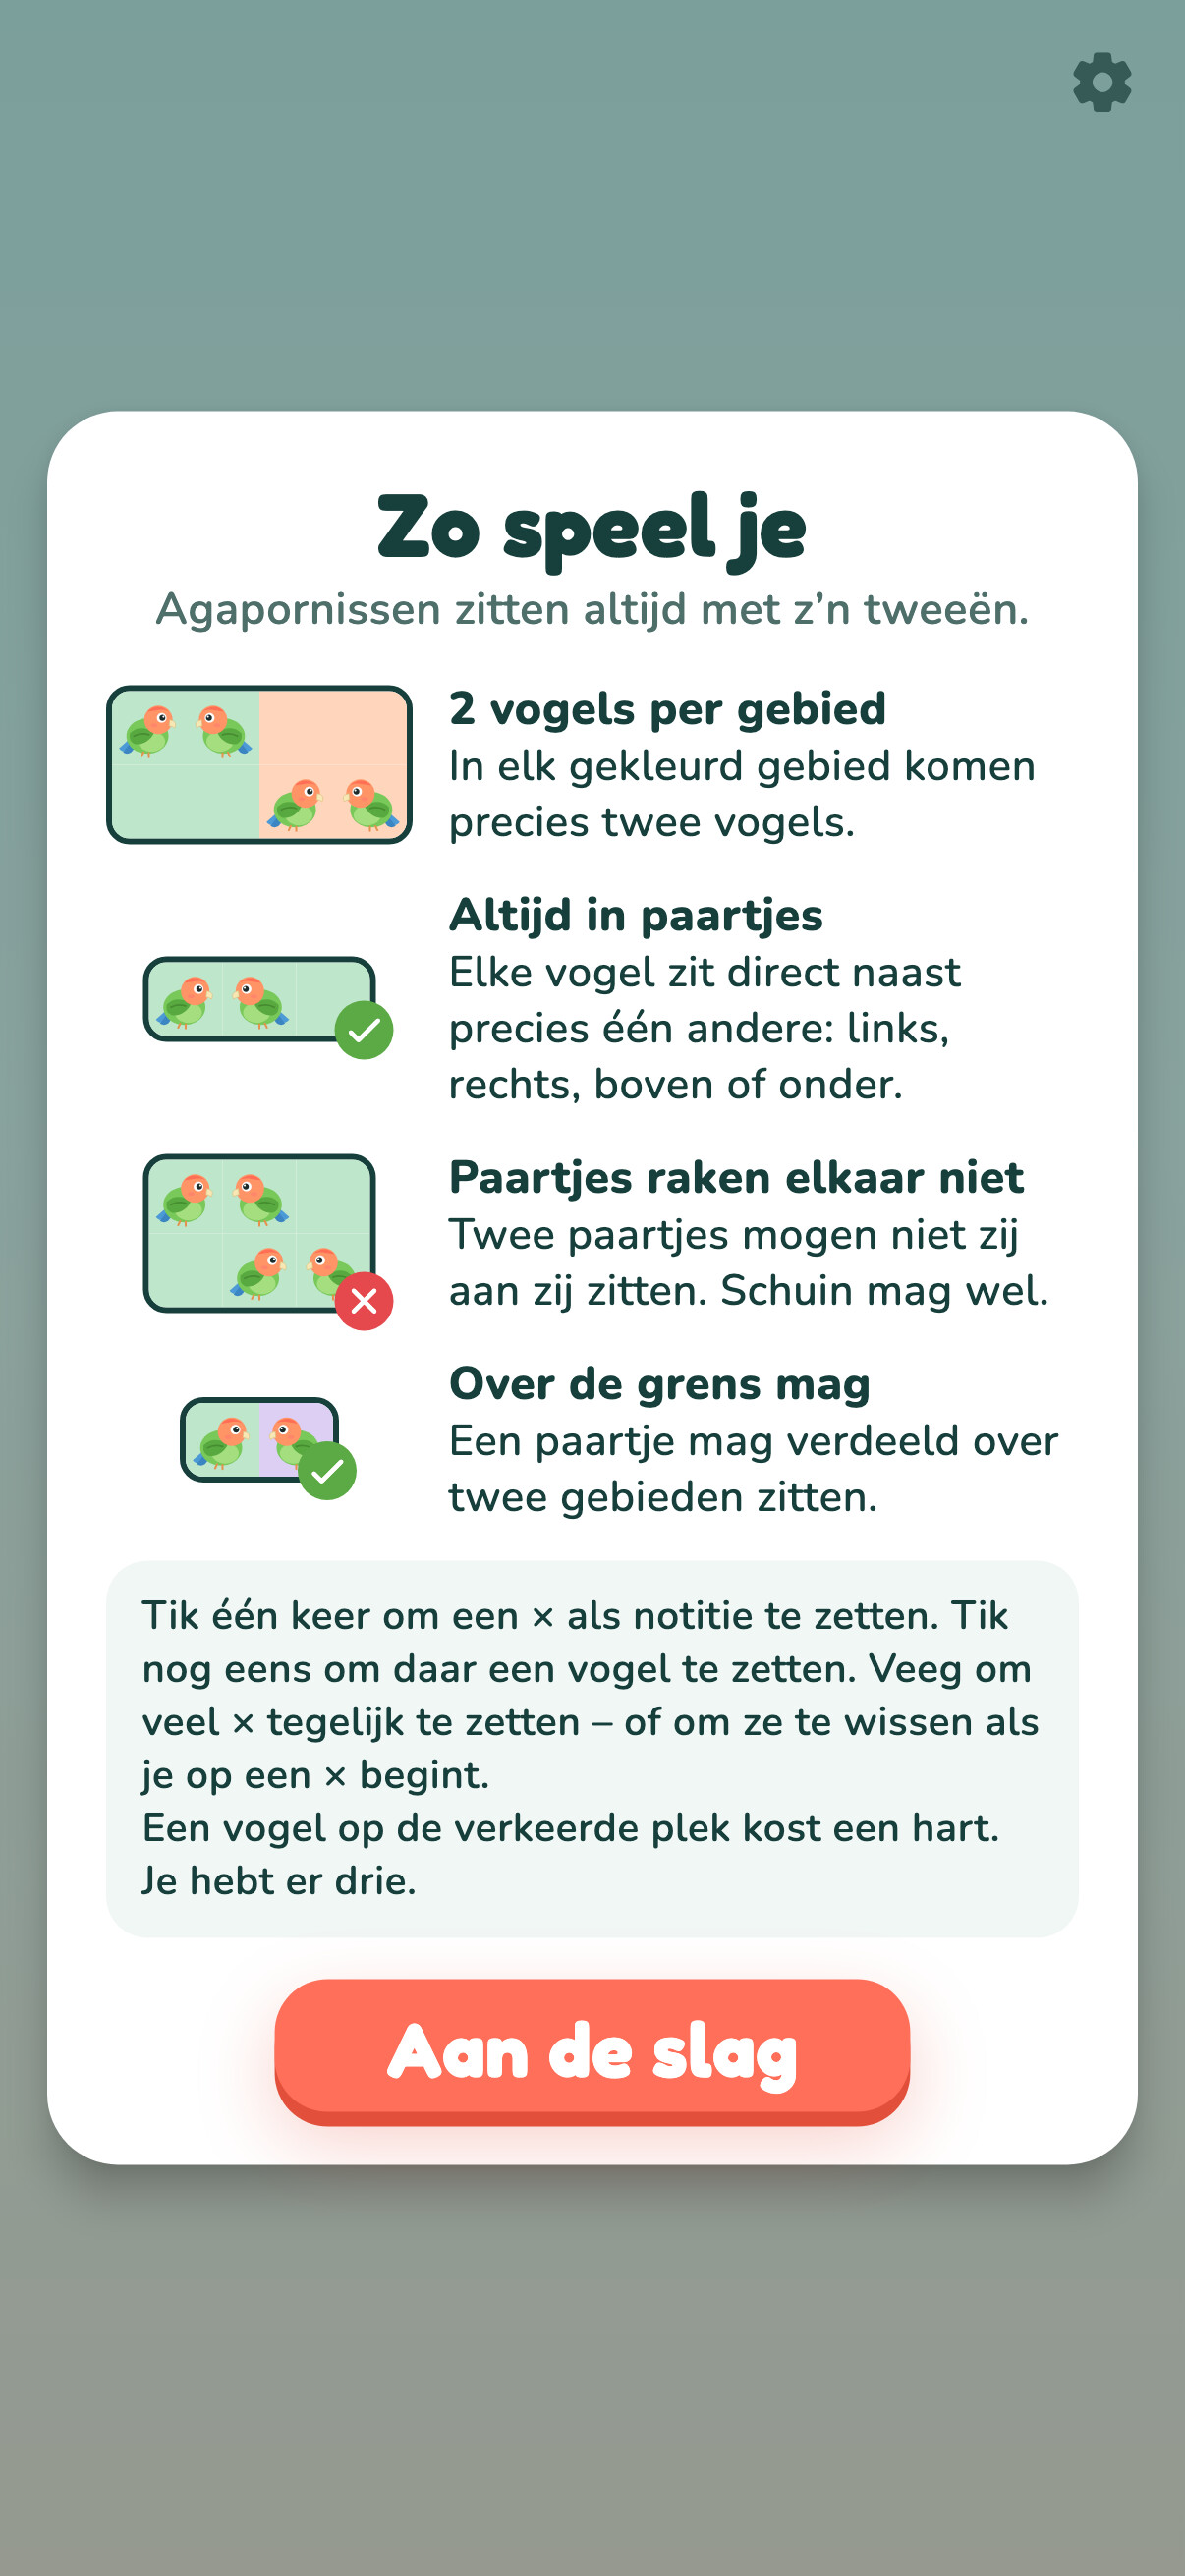 Zo speel je
Agapornissen zitten altijd met z’n tweeën.
2 vogels per gebied
In elk gekleurd gebied komen
precies twee vogels.
Altijd in paartjes
Elke vogel zit direct naast
precies één andere: links,
rechts, boven of onder.
Paartjes raken elkaar niet
Twee paartjes mogen niet zij
aan zij zitten. Schuin mag wel.
Over de grens mag
Een paartje mag verdeeld over
twee gebieden zitten.
Tik één keer om een × als notitie te zetten. Tik
nog eens om daar een vogel te zetten. Veeg om
veel × tegelijk te zetten – of om ze te wissen als
je op een × begint.
Een vogel op de verkeerde plek kost een hart.
Je hebt er drie.
Aan de slag